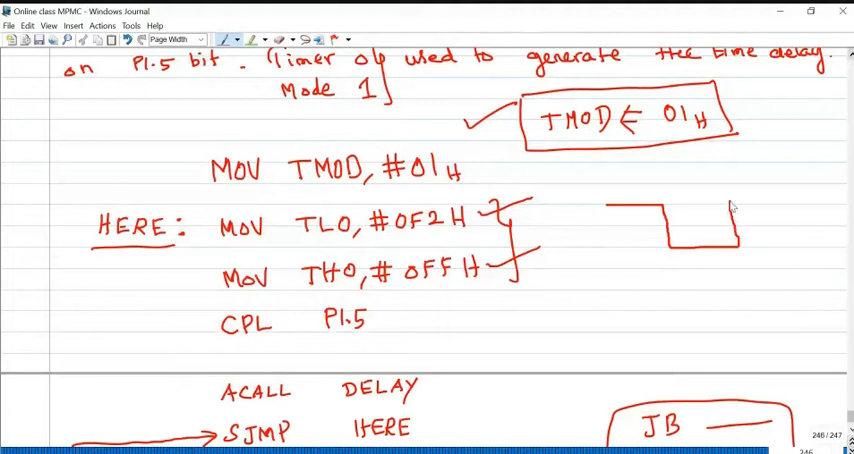 Online class MPMC - Windows Journal
File Edit View Insert Actions Tools Help
Page Width
on P1.5 bit. (Timer 0 used to generate the time delay.
Mode 1)
TMOD ⇐ 01H
MOV TMOD, #01H
HERE: MOV TL0, #0F2H
MOV TH0, #0FFH
CPL P1.5
ACALL DELAY
SJMP HERE
JB
246 / 247
246